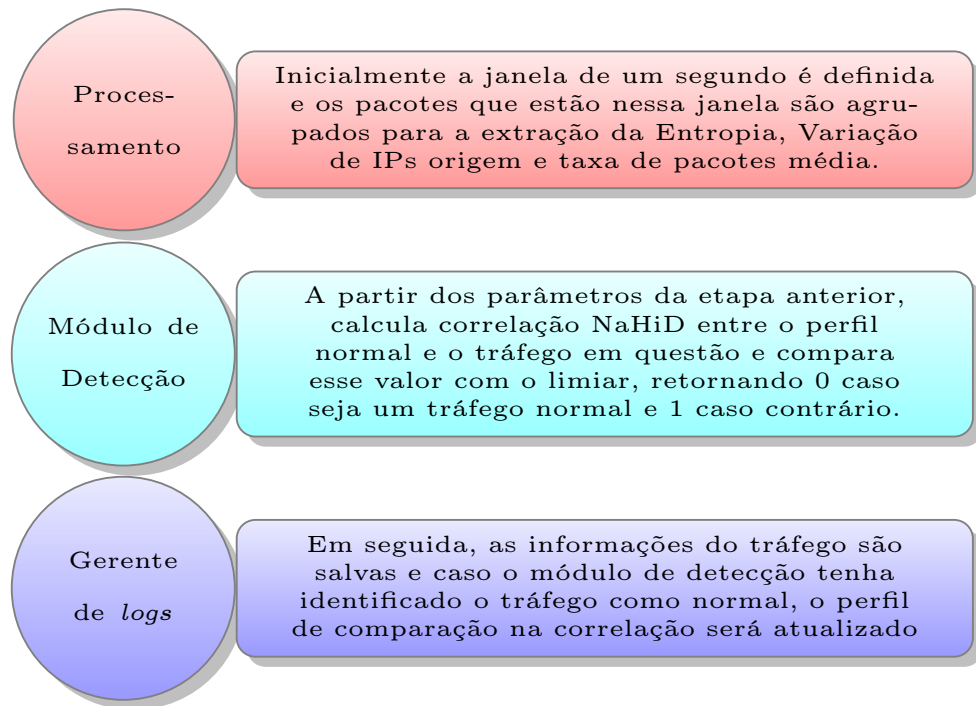 Proces-
samento
Inicialmente a janela de um segundo é definida
e os pacotes que estão nessa janela são agru-
pados para a extração da Entropia, Variação
de IPs origem e taxa de pacotes média.
Módulo de
Detecção
A partir dos parâmetros da etapa anterior,
calcula correlação NaHiD entre o perfil
normal e o tráfego em questão e compara
esse valor com o limiar, retornando 0 caso
seja um tráfego normal e 1 caso contrário.
Gerente
de logs
Em seguida, as informações do tráfego são
salvas e caso o módulo de detecção tenha
identificado o tráfego como normal, o perfil
de comparação na correlação será atualizado